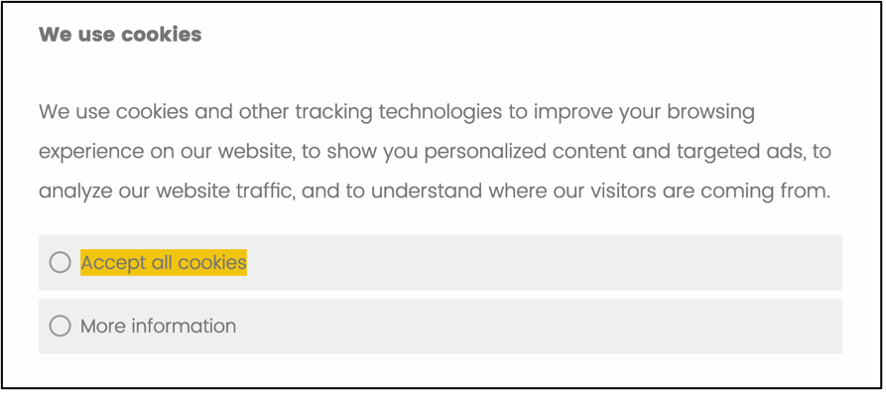 We use cookies
We use cookies and other tracking technologies to improve your browsing
experience on our website, to show you personalized content and targeted ads, to
analyze our website traffic, and to understand where our visitors are coming from.
Accept all cookies
More information